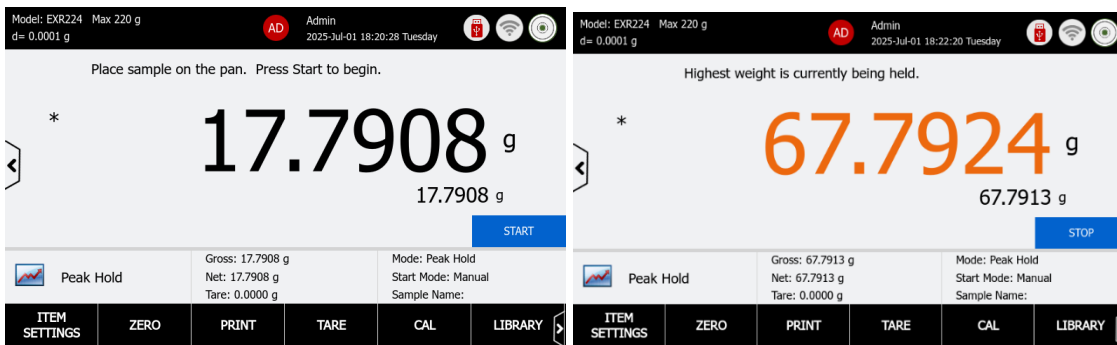 Model: EXR224 Max 220 g
d= 0.0001 g
AD
Admin
2025-Jul-01 18:20:28 Tuesday
Place sample on the pan. Press Start to begin.
*
17.7908 g
17.7908 g
START
Peak Hold
Gross: 17.7908 g
Net: 17.7908 g
Tare: 0.0000 g
Mode: Peak Hold
Start Mode: Manual
Sample Name:
ITEM SETTINGS
ZERO
PRINT
TARE
CAL
LIBRARY
Model: EXR224 Max 220 g
d= 0.0001 g
AD
Admin
2025-Jul-01 18:22:20 Tuesday
Highest weight is currently being held.
*
67.7924 g
67.7913 g
STOP
Peak Hold
Gross: 67.7913 g
Net: 67.7913 g
Tare: 0.0000 g
Mode: Peak Hold
Start Mode: Manual
Sample Name:
ITEM SETTINGS
ZERO
PRINT
TARE
CAL
LIBRARY